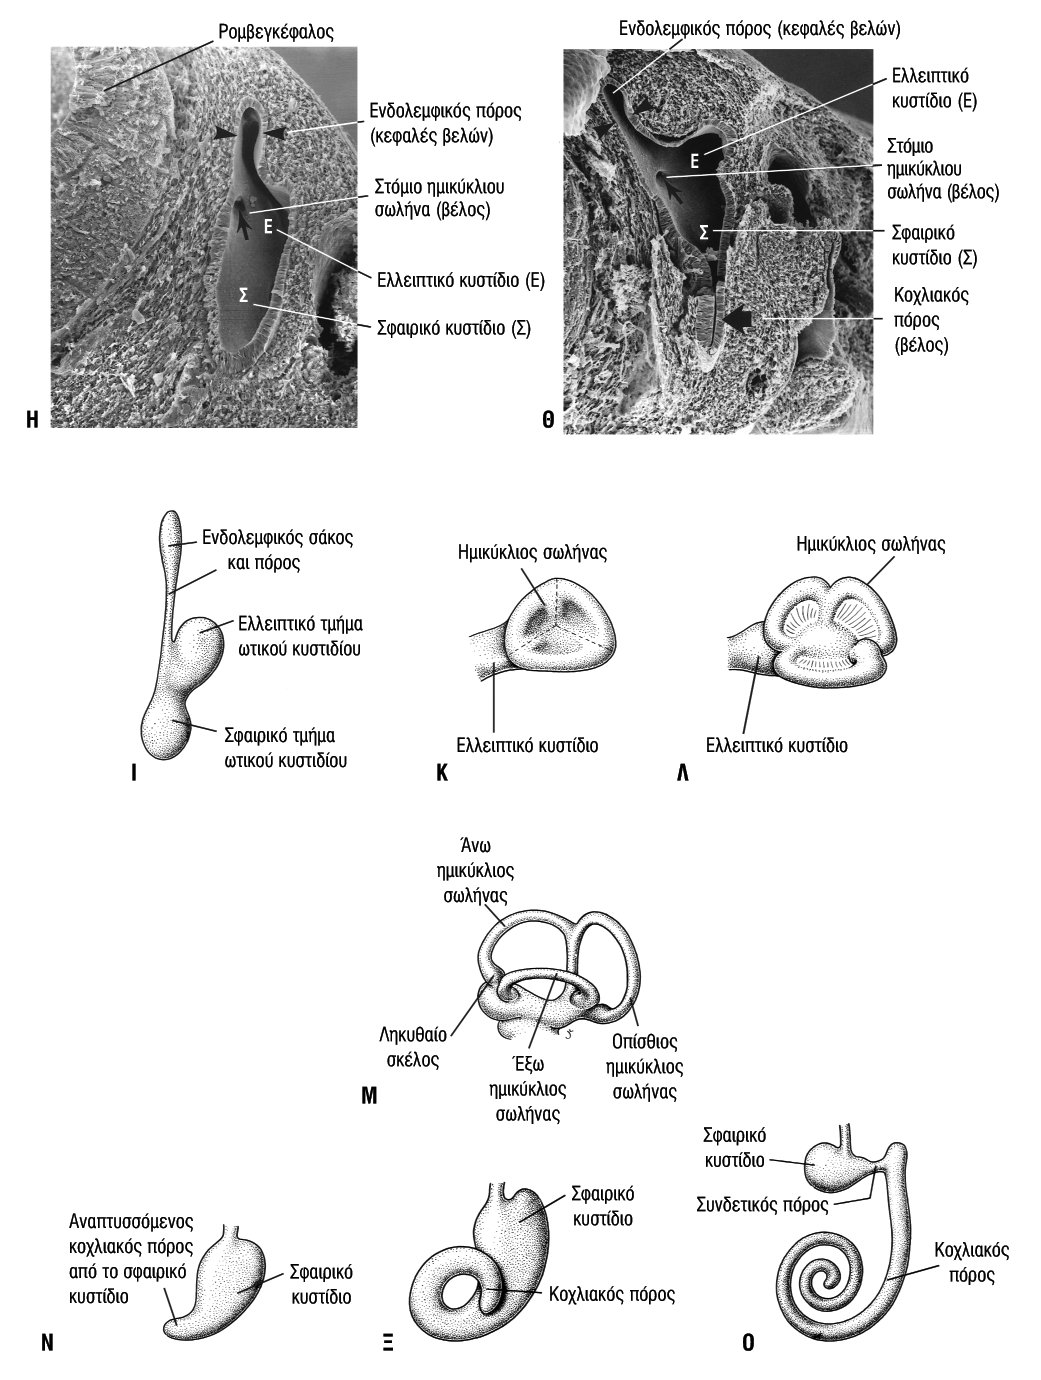 Ρομβεγκέφαλος
Ενδολεμφικός πόρος
(κεφαλές βελών)
Στόμιο ημικύκλιου
σωλήνα (βέλος)
Ε
Ελλειπτικό κυστίδιο (Ε)
Σ
Σφαιρικό κυστίδιο (Σ)
Η
Ενδολεμφικός πόρος (κεφαλές βελών)
Ελλειπτικό
κυστίδιο (Ε)
Ε
Στόμιο
ημικύκλιου
σωλήνα (βέλος)
Σ
Σφαιρικό
κυστίδιο (Σ)
Κοχλιακός
πόρος
(βέλος)
Θ
Ενδολεμφικός σάκος
και πόρος
Ελλειπτικό τμήμα
ωτικού κυστιδίου
Σφαιρικό τμήμα
ωτικού κυστιδίου
Ι
Ημικύκλιος σωλήνας
Ελλειπτικό κυστίδιο
Κ
Ημικύκλιος σωλήνας
Ελλειπτικό κυστίδιο
Λ
Άνω
ημικύκλιος
σωλήνας
Ληκυθαίο
σκέλος
Έξω
ημικύκλιος
σωλήνας
Οπίσθιος
ημικύκλιος
σωλήνας
Μ
Αναπτυσσόμενος
κοχλιακός πόρος
από το σφαιρικό
κυστίδιο
Σφαιρικό
κυστίδιο
Ν
Σφαιρικό
κυστίδιο
Κοχλιακός πόρος
Ξ
Σφαιρικό
κυστίδιο
Συνδετικός πόρος
Κοχλιακός
πόρος
Ο